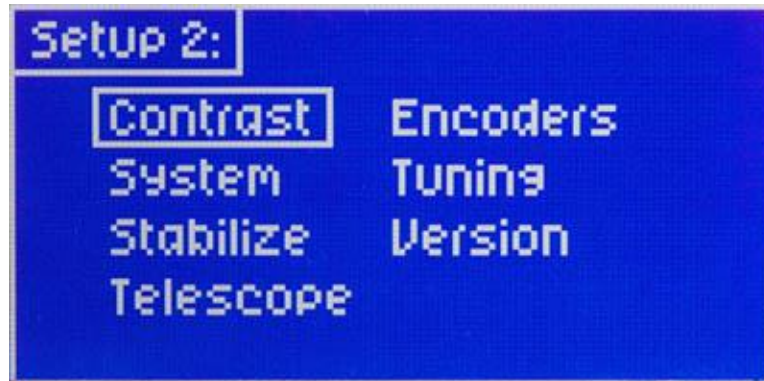 Setup 2:
Contrast Encoders
System Tuning
Stabilize Version
Telescope